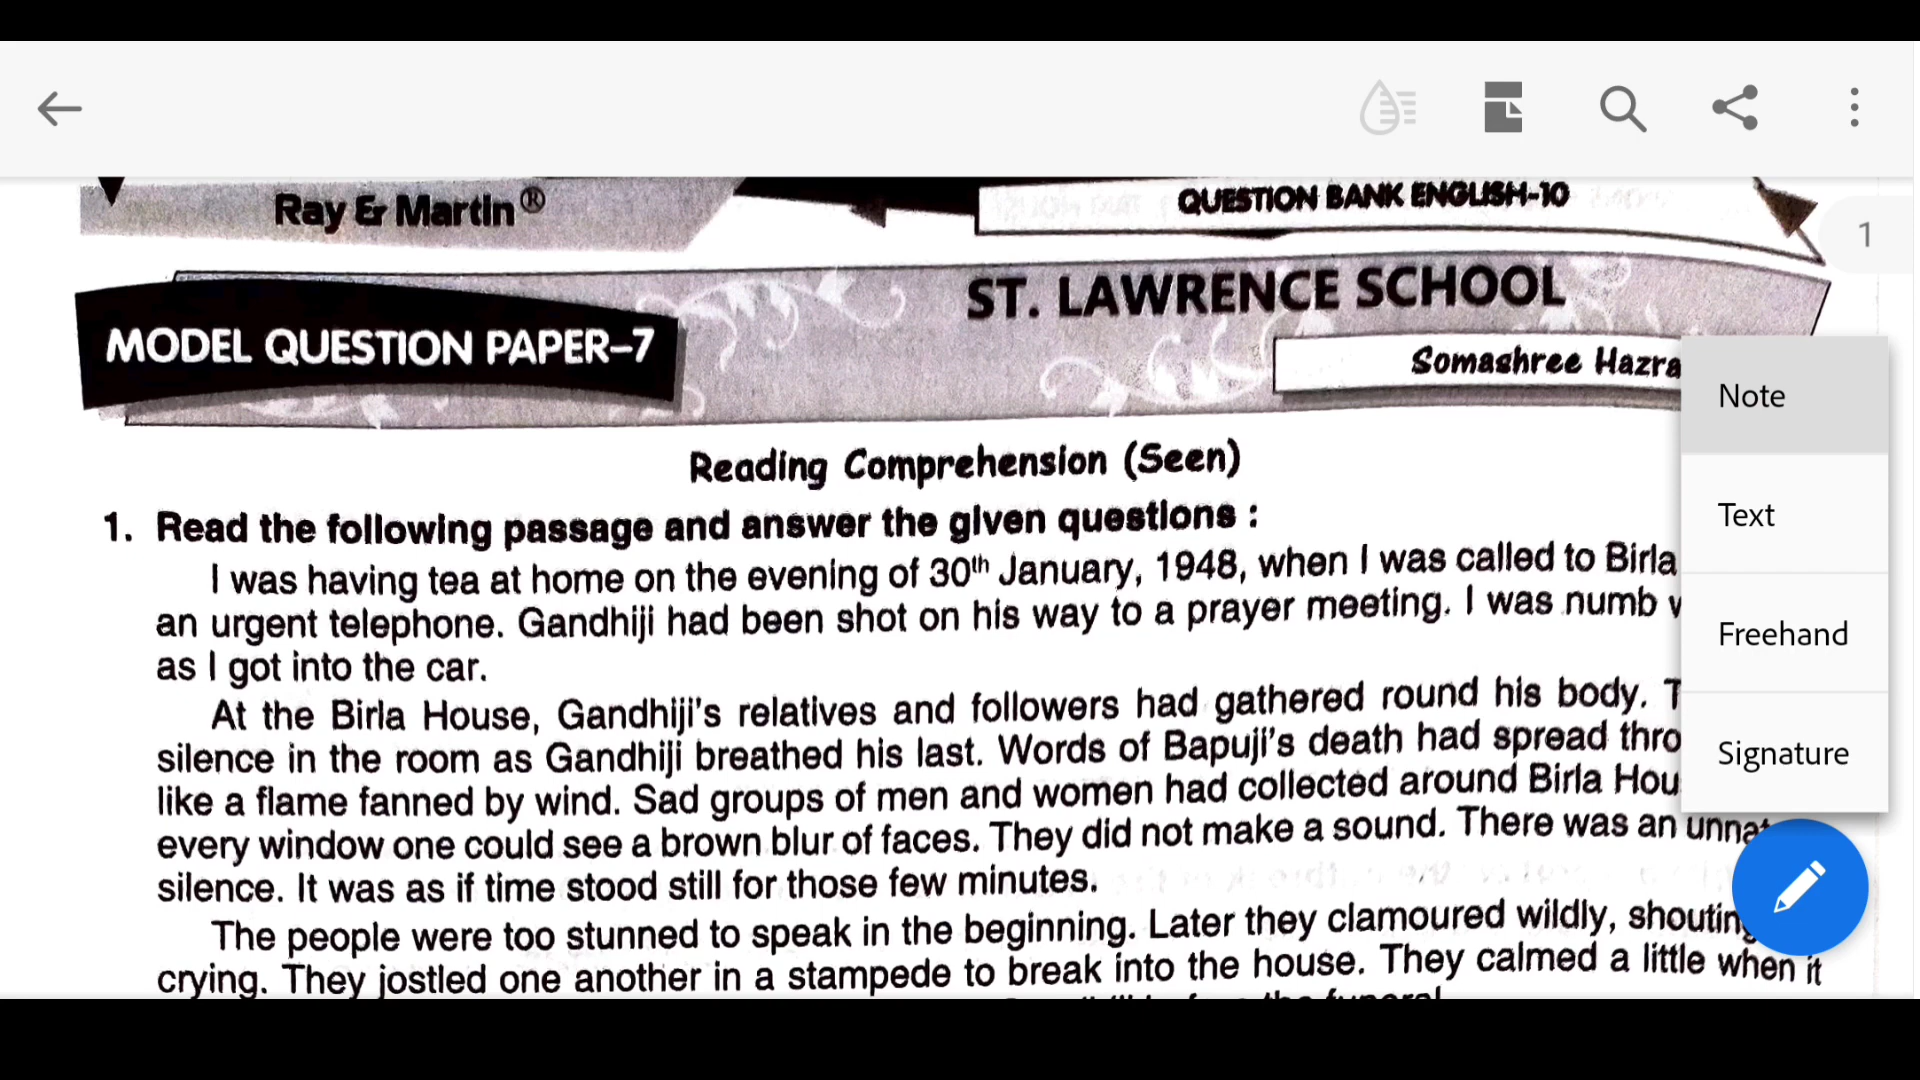 Ray & Martin®
QUESTION BANK ENGLISH-10
1
ST. LAWRENCE SCHOOL
MODEL QUESTION PAPER–7
Somashree Hazra
Note
Text
Freehand
Signature
Reading Comprehension (Seen)
1. Read the following passage and answer the given questions :
I was having tea at home on the evening of 30th January, 1948, when I was called to Birla
an urgent telephone. Gandhiji had been shot on his way to a prayer meeting. I was numb
as I got into the car.
At the Birla House, Gandhiji's relatives and followers had gathered round his body.
silence in the room as Gandhiji breathed his last. Words of Bapuji's death had spread
like a flame fanned by wind. Sad groups of men and women had collected around Birla
every window one could see a brown blur of faces. They did not make a sound. There was an
silence. It was as if time stood still for those few minutes.
The people were too stunned to speak in the beginning. Later they clamoured wildly,
crying. They jostled one another in a stampede to break into the house. They calmed a little when it